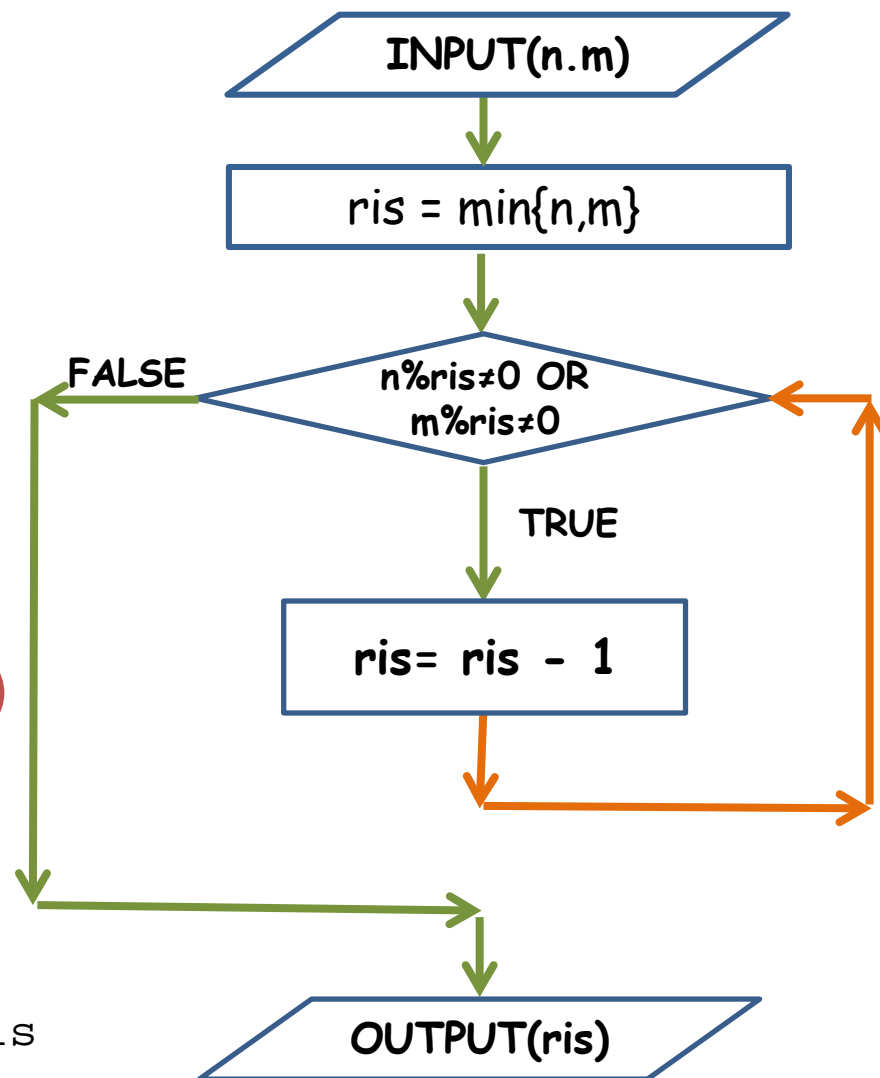 INPUT(n.m)
ris = min{n,m}
FALSE
n%ris≠0 OR
m%ris≠0
TRUE
ris= ris - 1
OUTPUT(ris)